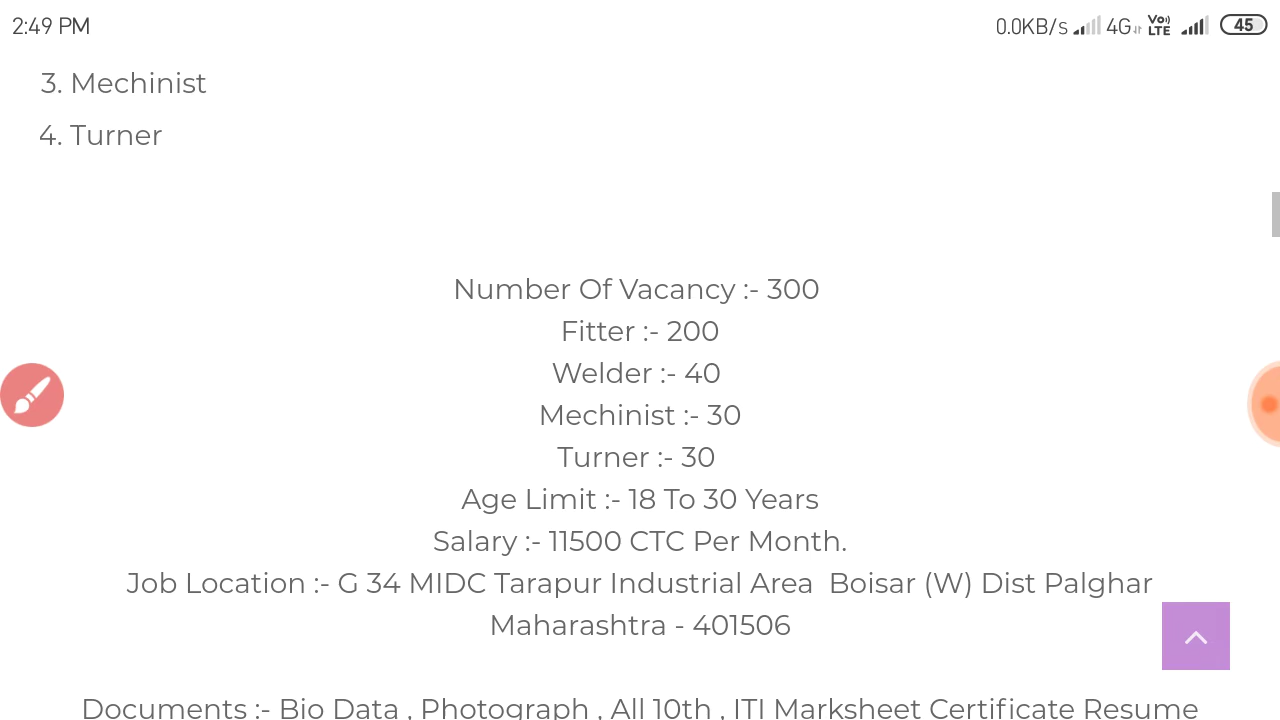 2:49 PM
0.0KB/s 4G Vo) LTE 45
3. Mechinist
4. Turner
Number Of Vacancy :- 300
Fitter :- 200
Welder :- 40
Mechinist :- 30
Turner :- 30
Age Limit :- 18 To 30 Years
Salary :- 11500 CTC Per Month.
Job Location :- G 34 MIDC Tarapur Industrial Area Boisar (W) Dist Palghar
Maharashtra - 401506
Documents :- Bio Data , Photograph , All 10th , ITI Marksheet Certificate Resume